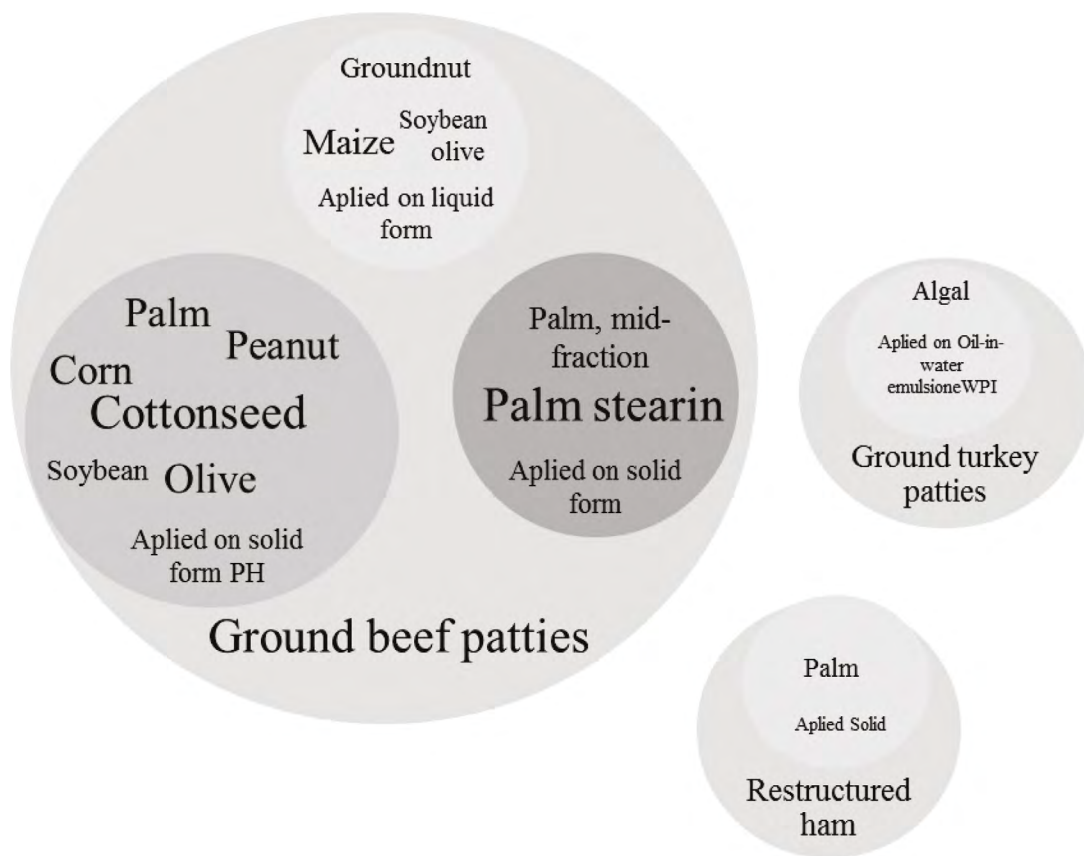 Groundnut
Maize
Soybean
olive
Aplied on liquid
form
Palm
Peanut
Corn
Cottonseed
Soybean
Olive
Aplied on solid
form PH
Palm, mid-
fraction
Palm stearin
Aplied on solid
form
Ground beef patties
Algal
Aplied on Oil-in-
water
emulsioneWPI
Ground turkey
patties
Palm
Aplied Solid
Restructured
ham